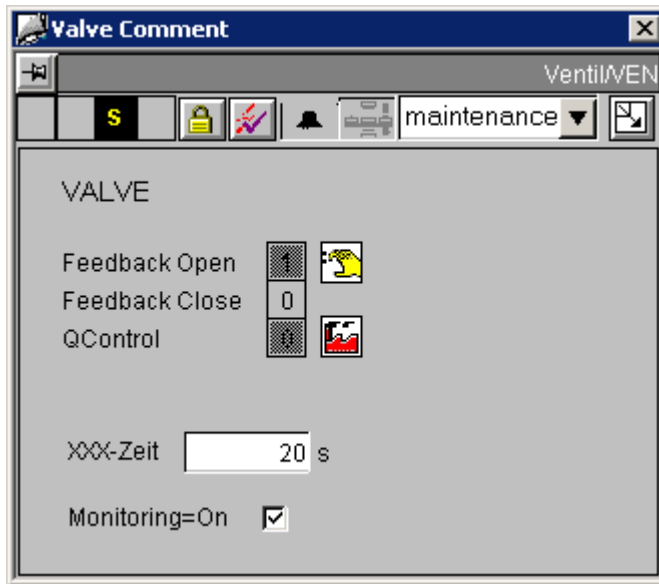 Valve Comment
Ventil/VEN
S
maintenance
VALVE
Feedback Open 1
Feedback Close 0
QControl 0
XXX-Zeit 20 s
Monitoring=On